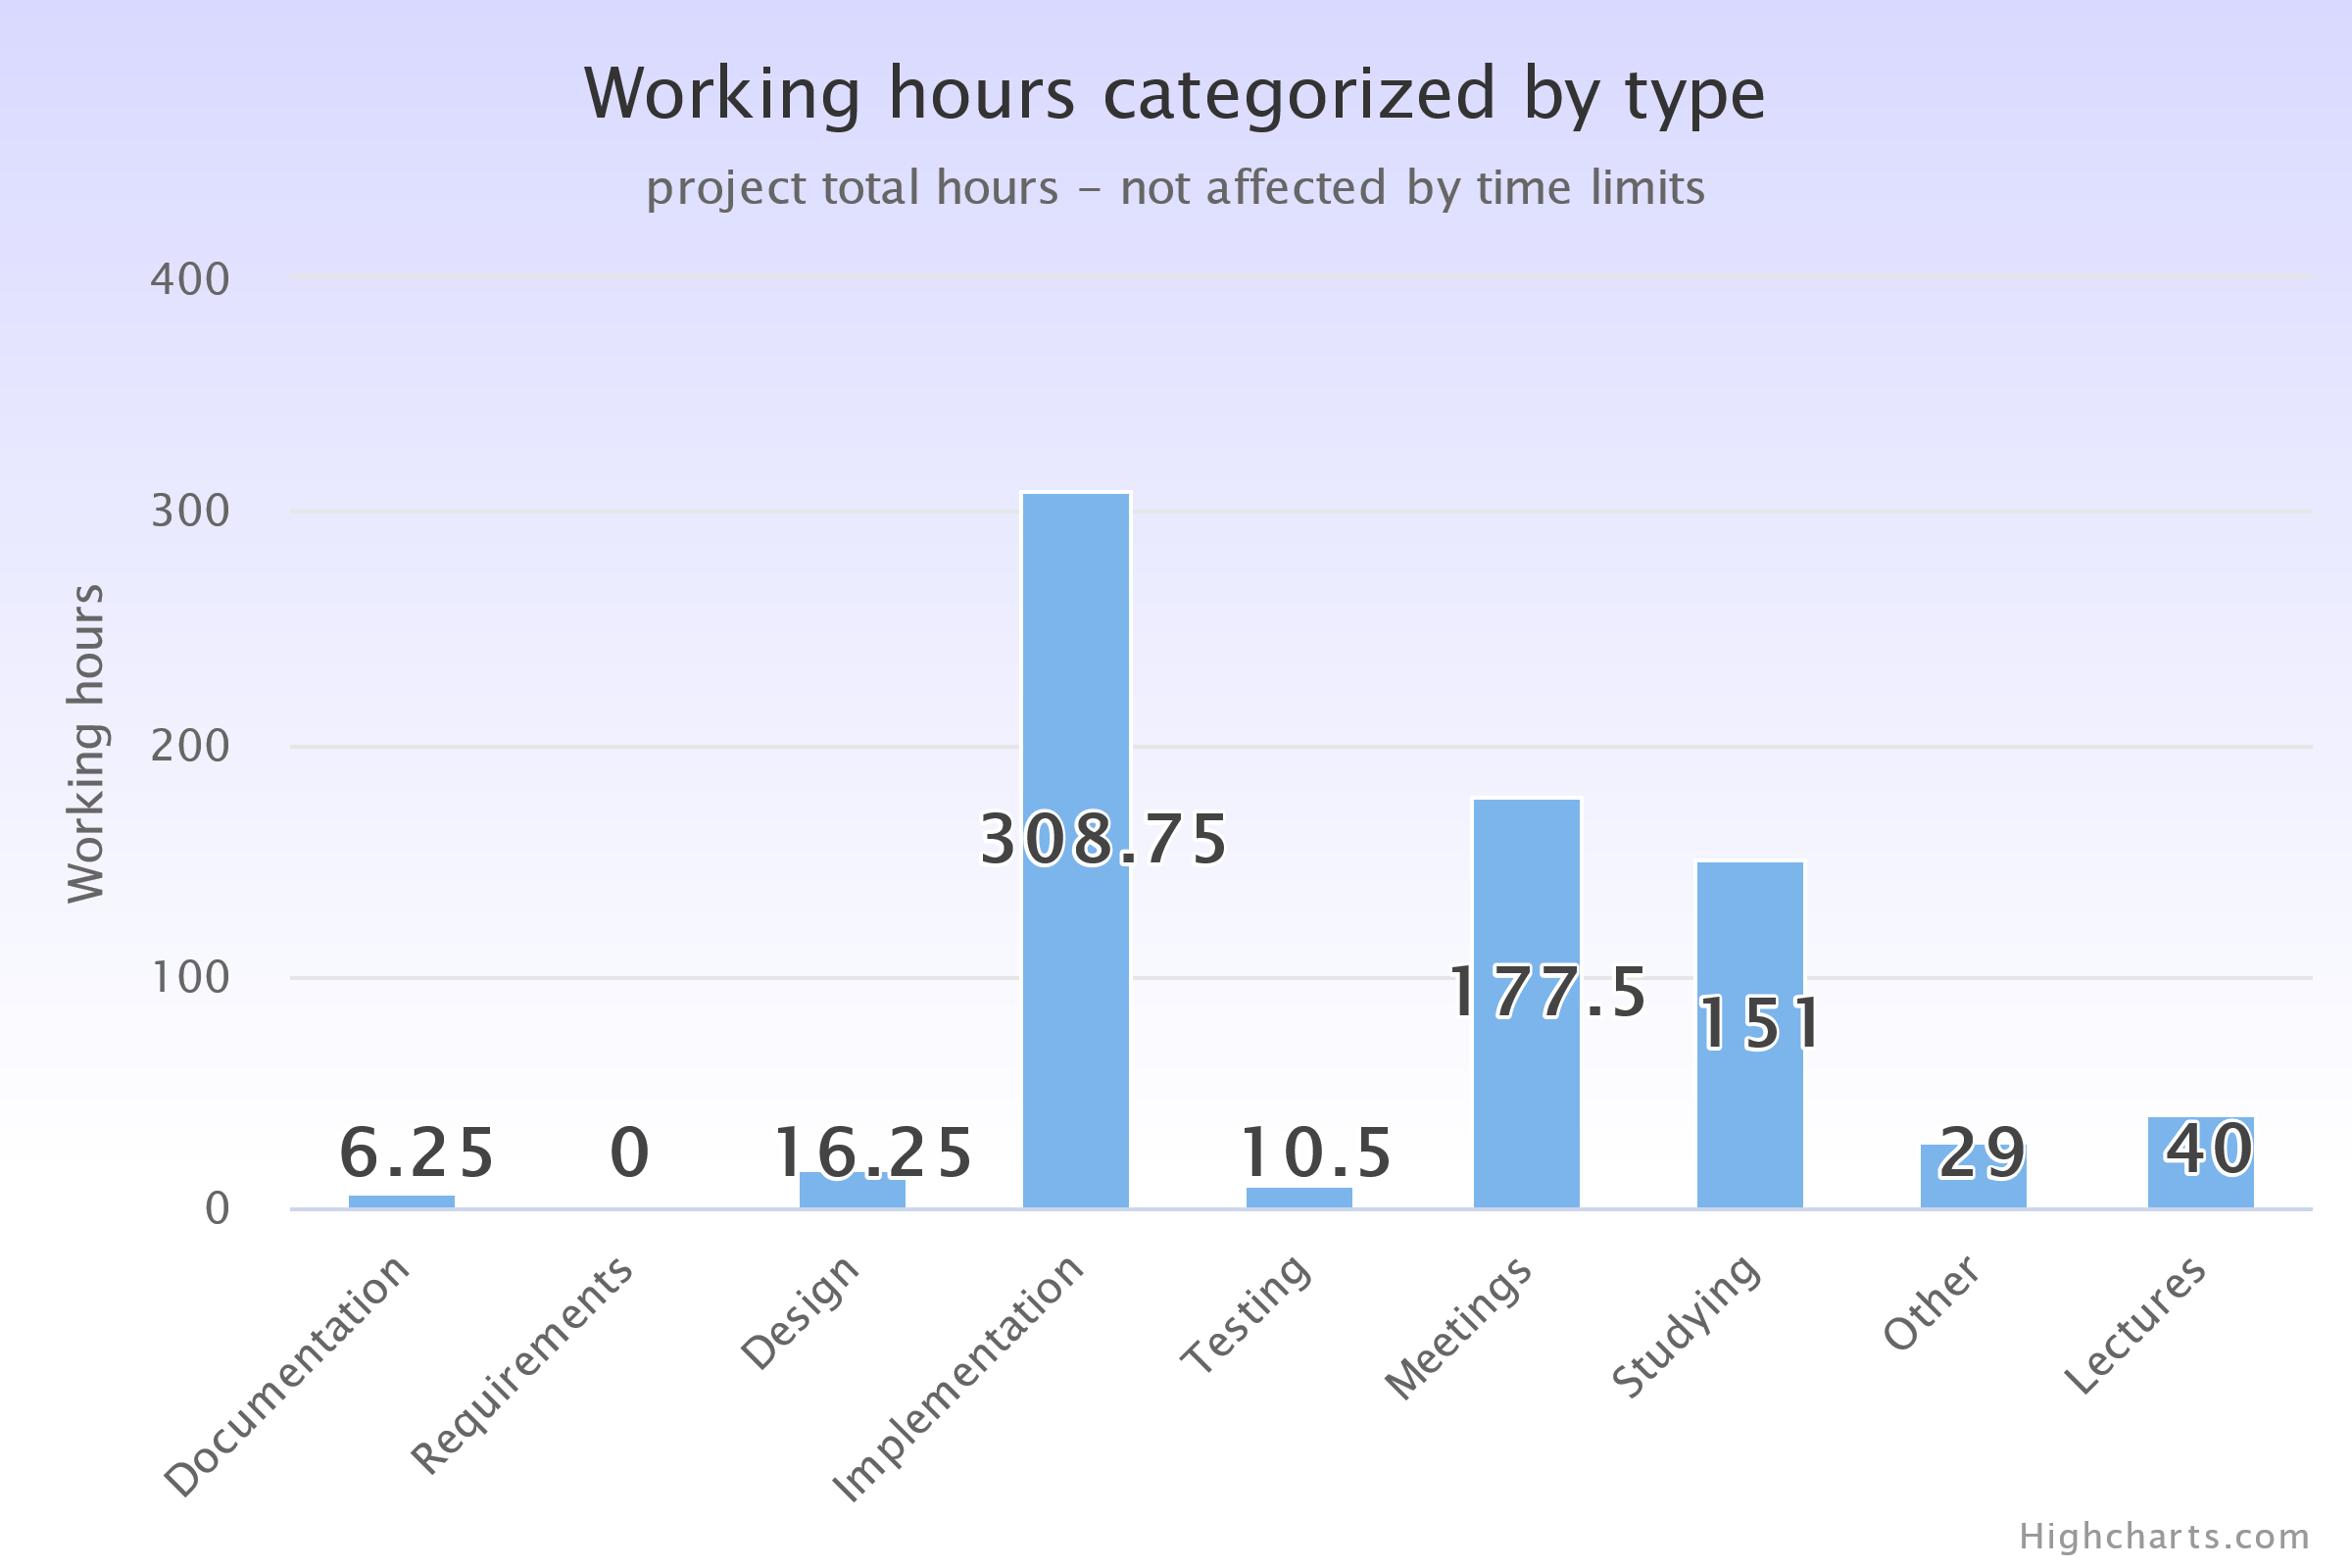 Working hours categorized by type
project total hours – not affected by time limits
Working hours
400
300
200
100
0
6.25
0
16.25
308.75
10.5
177.5
151
29
40
Documentation
Requirements
Design
Implementation
Testing
Meetings
Studying
Other
Lectures
Highcharts.com